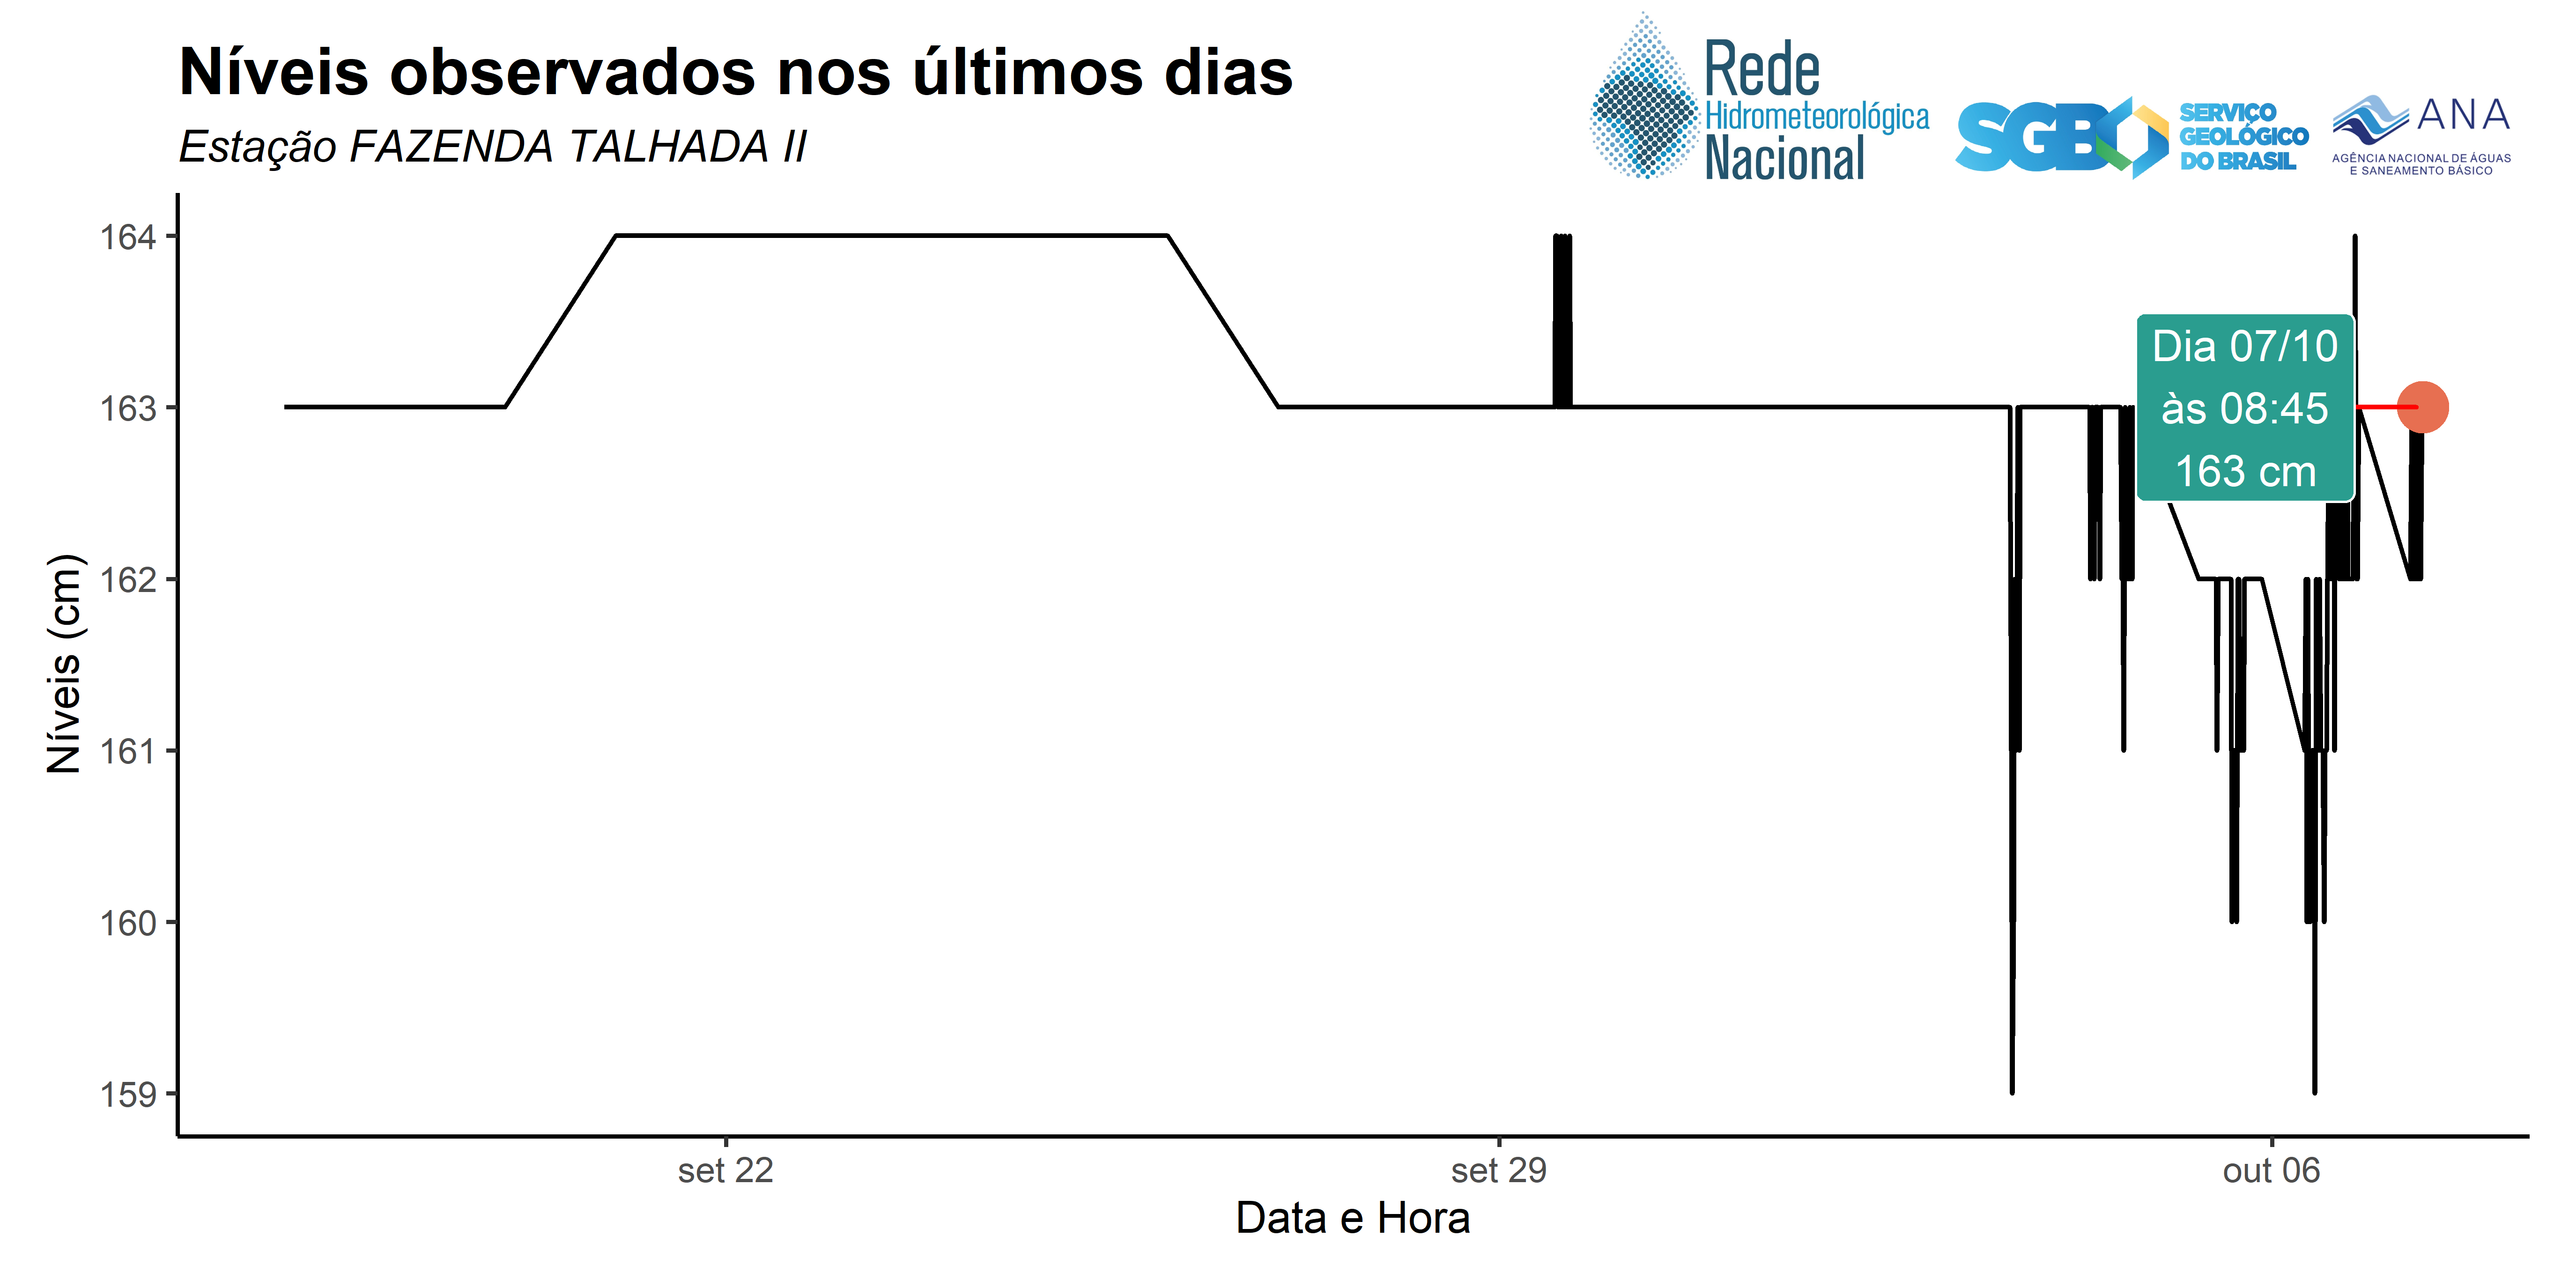 Níveis observados nos últimos dias
Estação FAZENDA TALHADA II
Rede
Hidrometeorológica
Nacional
SGB
SERVIÇO
GEOLÓGICO
DO BRASIL
ANA
AGÊNCIA NACIONAL DE ÁGUAS
E SANEAMENTO BÁSICO
164
163
162
161
160
159
Níveis (cm)
Dia 07/10
às 08:45
163 cm
set 22
set 29
out 06
Data e Hora